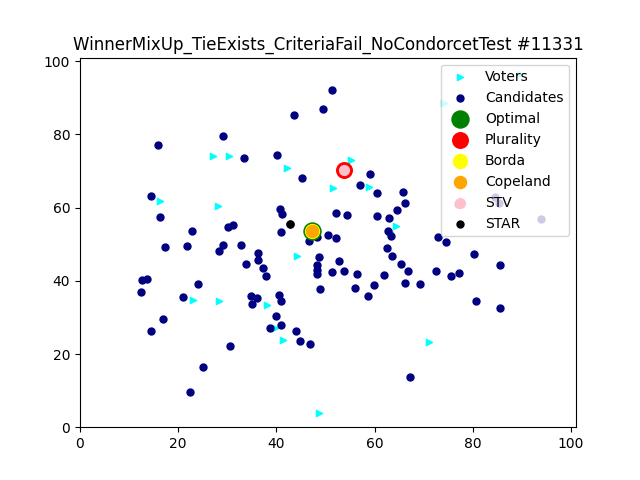 WinnerMixUp_TieExists_CriteriaFail_NoCondorcetTest #11331
Voters
Candidates
Optimal
Plurality
Borda
Copeland
STV
STAR
100
80
60
40
20
0
0 20 40 60 80 100